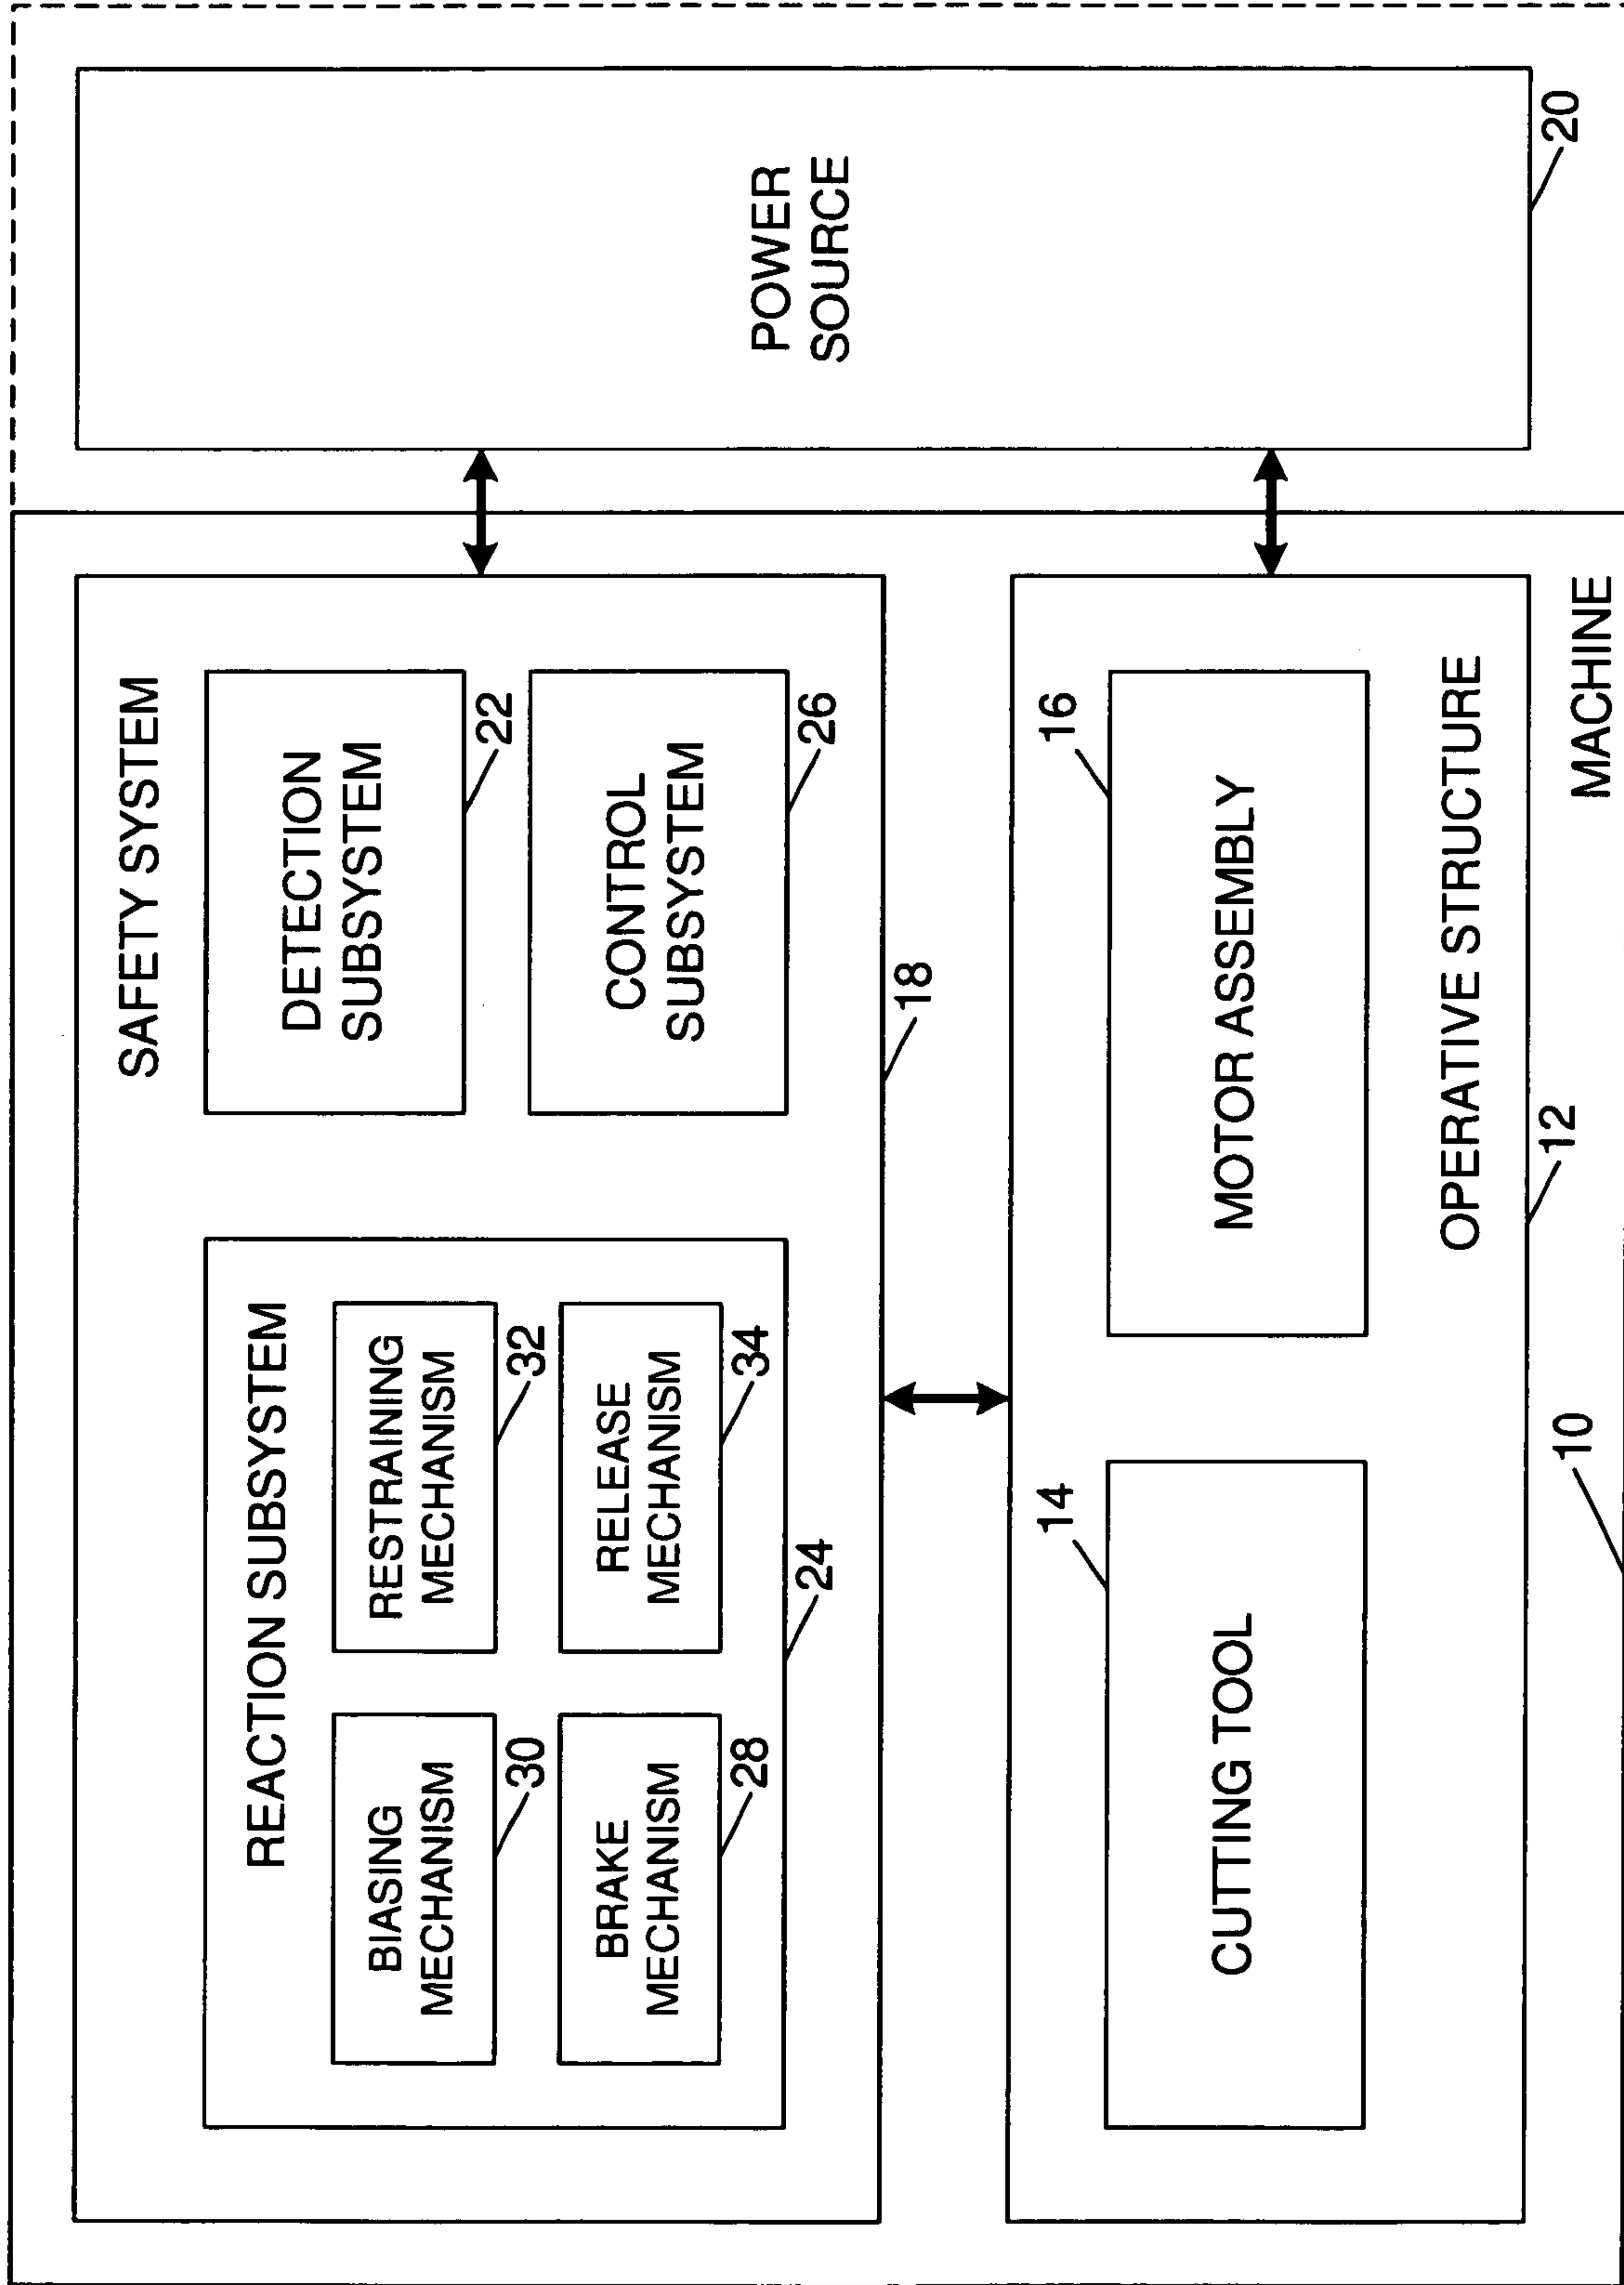 SAFETY SYSTEM
REACTION SUBSYSTEM
BIASING
MECHANISM
30
RESTRAINING
MECHANISM
32
BRAKE
MECHANISM
28
RELEASE
MECHANISM
34
24
DETECTION
SUBSYSTEM
22
CONTROL
SUBSYSTEM
26
18
POWER
SOURCE
20
14
CUTTING TOOL
16
MOTOR ASSEMBLY
OPERATIVE STRUCTURE
12
MACHINE
10